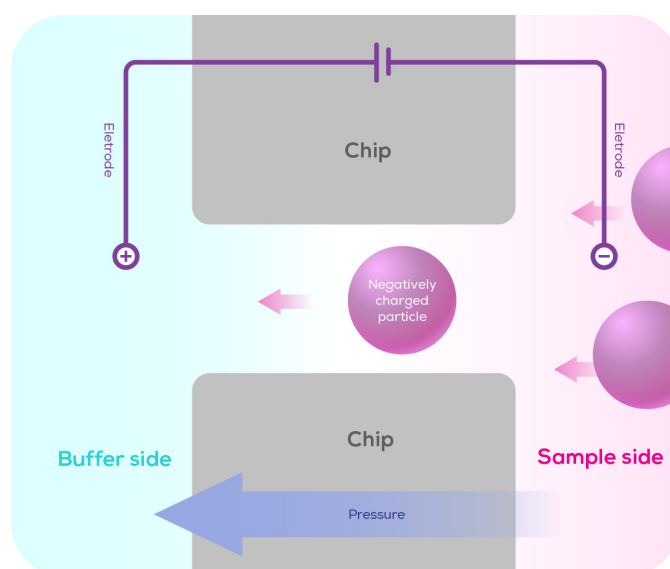 Chip
Eletrode
Eletrode
+
−
Negatively
charged
particle
Chip
Buffer side
Sample side
Pressure